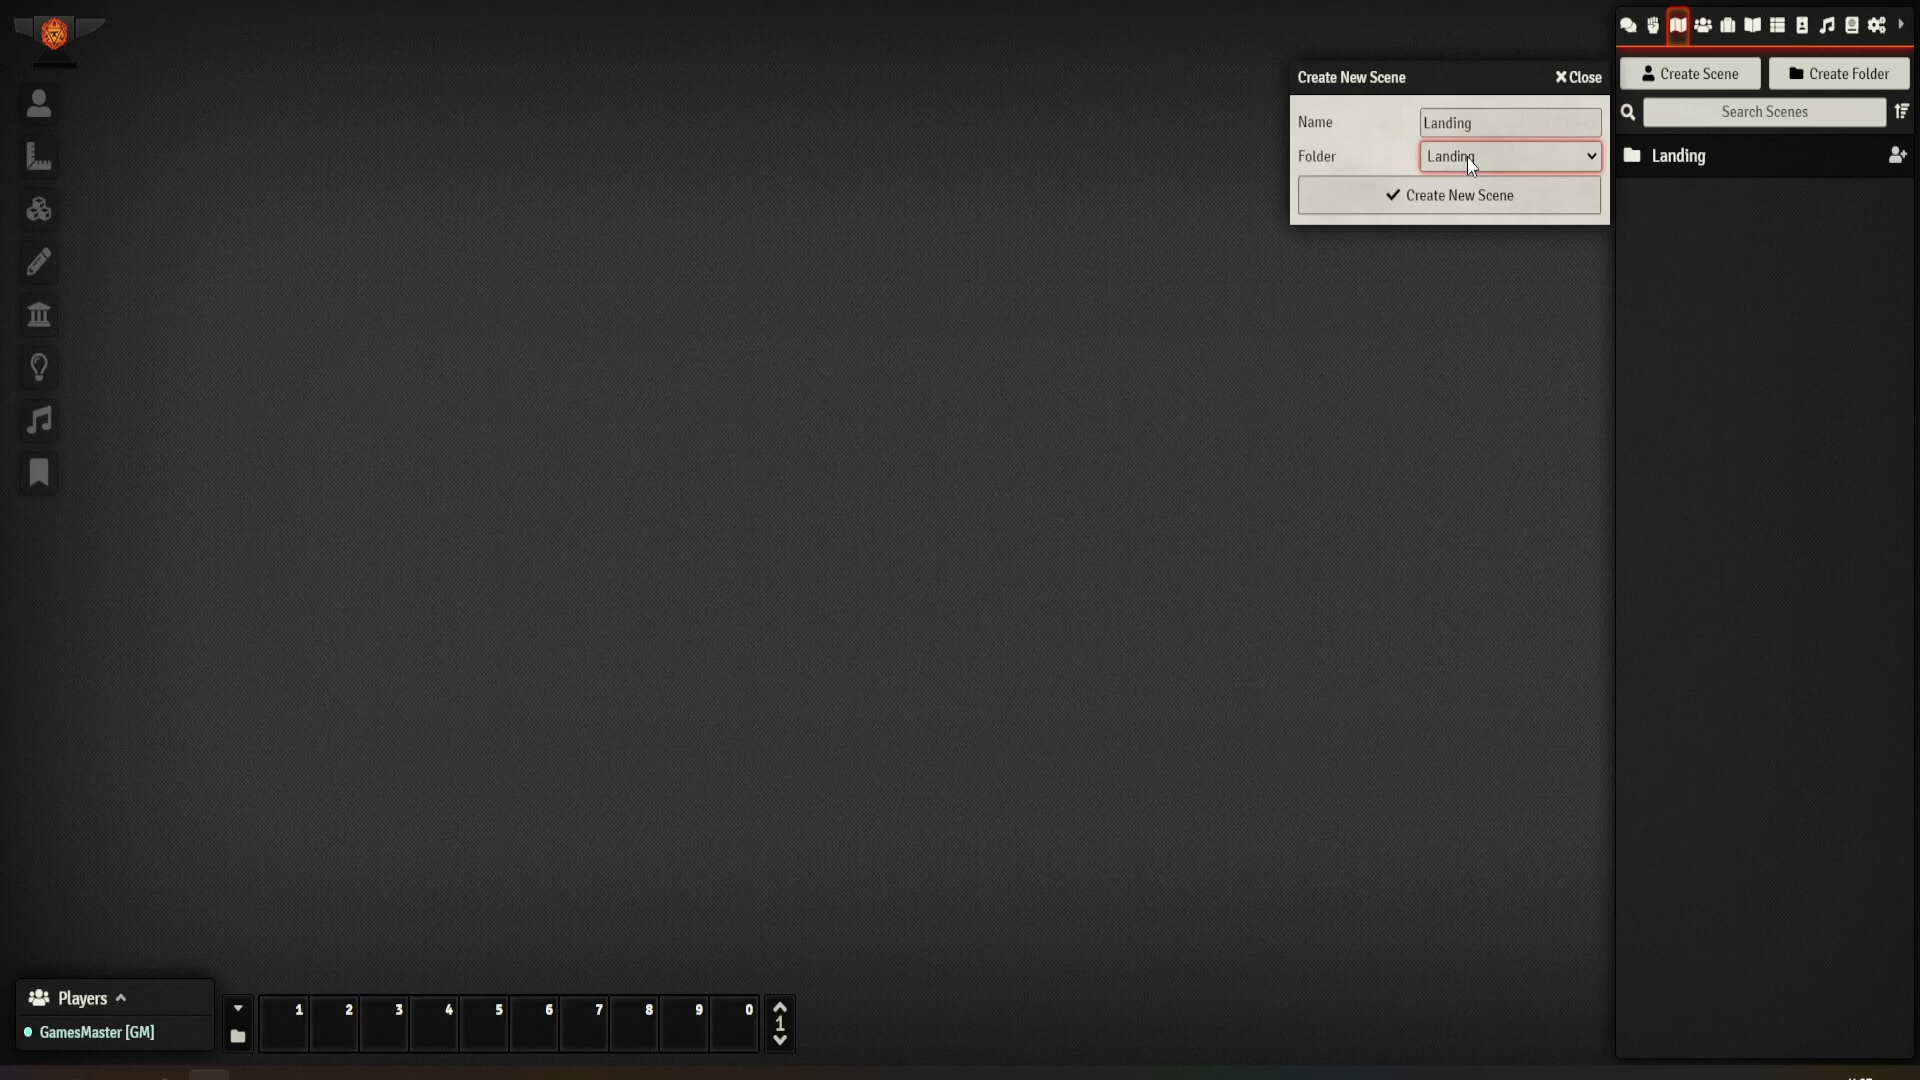 Create New Scene
Close
Name
Landing
Folder
Landing
Create New Scene
Create Scene
Create Folder
Search Scenes
Landing
Players
GamesMaster [GM]
1
2
3
4
5
6
7
8
9
0
1